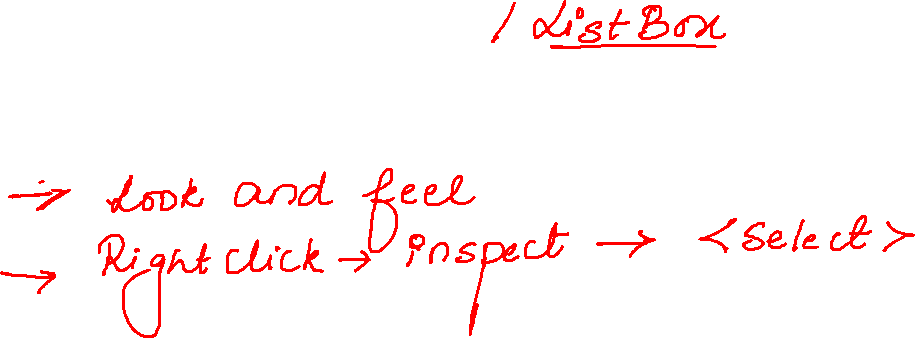 / ListBox
→ Look and feel
→ Right click → inspect → <select>